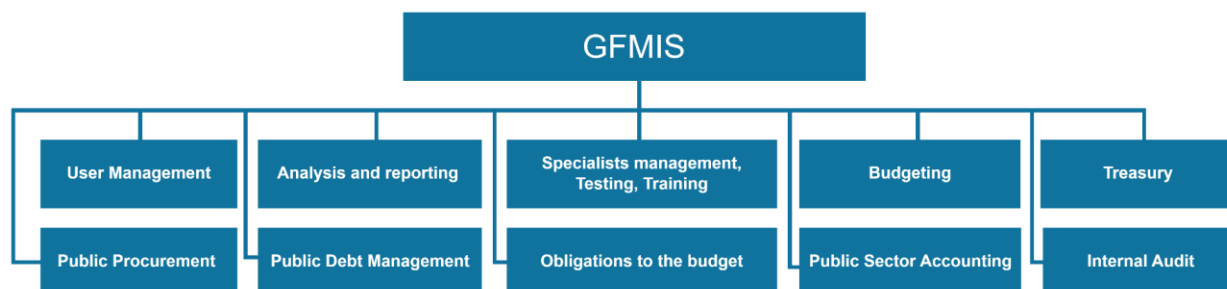 GFMIS
User Management
Analysis and reporting
Specialists management,
Testing, Training
Budgeting
Treasury
Public Procurement
Public Debt Management
Obligations to the budget
Public Sector Accounting
Internal Audit